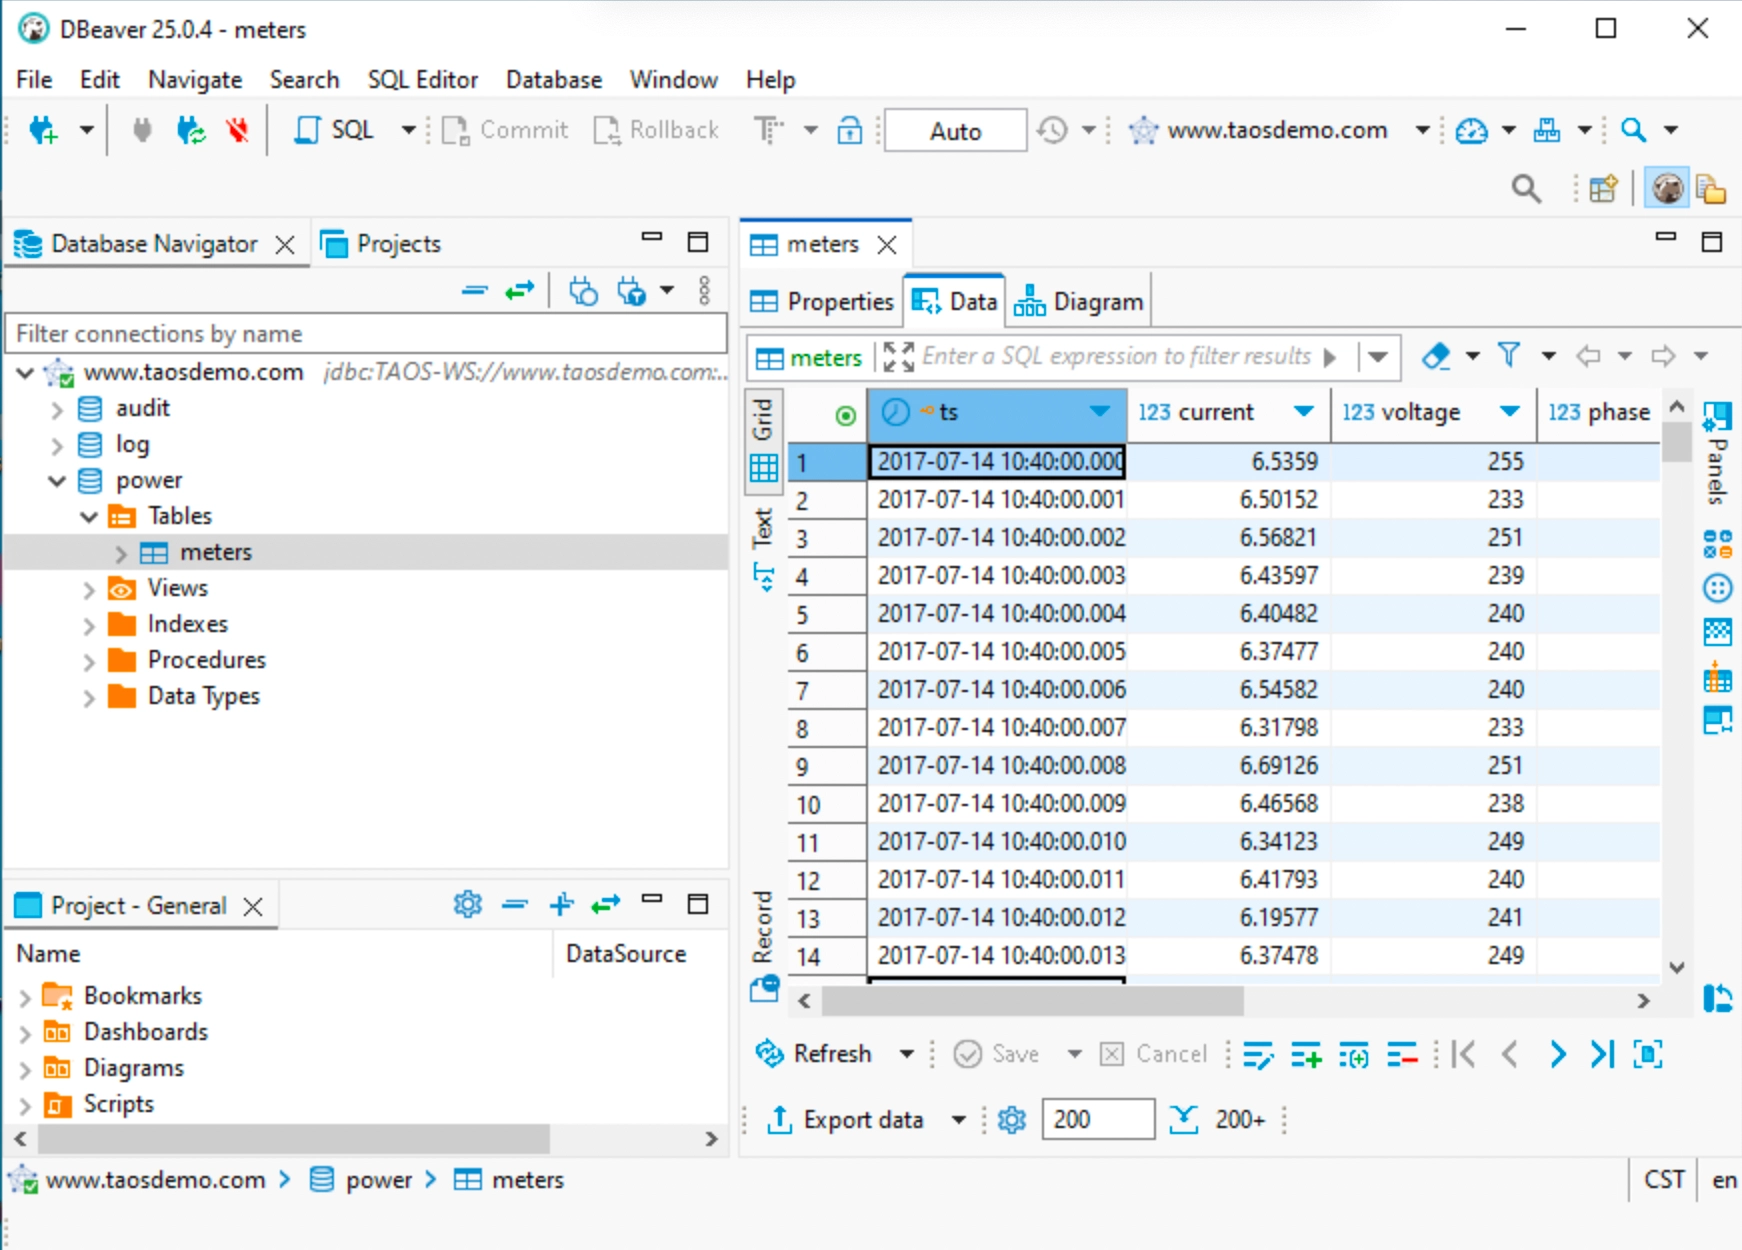 DBeaver 25.0.4 - meters
File Edit Navigate Search SQL Editor Database Window Help
SQL Commit Rollback Auto www.taosdemo.com
Database Navigator Projects
Filter connections by name
www.taosdemo.com jdbc:TAOS-WS://www.taosdemo.com:...
audit
log
power
Tables
meters
Views
Indexes
Procedures
Data Types
Project - General
Name DataSource
Bookmarks
Dashboards
Diagrams
Scripts
meters
Properties Data Diagram
meters Enter a SQL expression to filter results
Grid
Text
Record
ts 123 current 123 voltage 123 phase
1 2017-07-14 10:40:00.000 6.5359 255
2 2017-07-14 10:40:00.001 6.50152 233
3 2017-07-14 10:40:00.002 6.56821 251
4 2017-07-14 10:40:00.003 6.43597 239
5 2017-07-14 10:40:00.004 6.40482 240
6 2017-07-14 10:40:00.005 6.37477 240
7 2017-07-14 10:40:00.006 6.54582 240
8 2017-07-14 10:40:00.007 6.31798 233
9 2017-07-14 10:40:00.008 6.69126 251
10 2017-07-14 10:40:00.009 6.46568 238
11 2017-07-14 10:40:00.010 6.34123 249
12 2017-07-14 10:40:00.011 6.41793 240
13 2017-07-14 10:40:00.012 6.19577 241
14 2017-07-14 10:40:00.013 6.37478 249
Panels
Refresh Save Cancel
Export data 200 200+
www.taosdemo.com power meters CST en